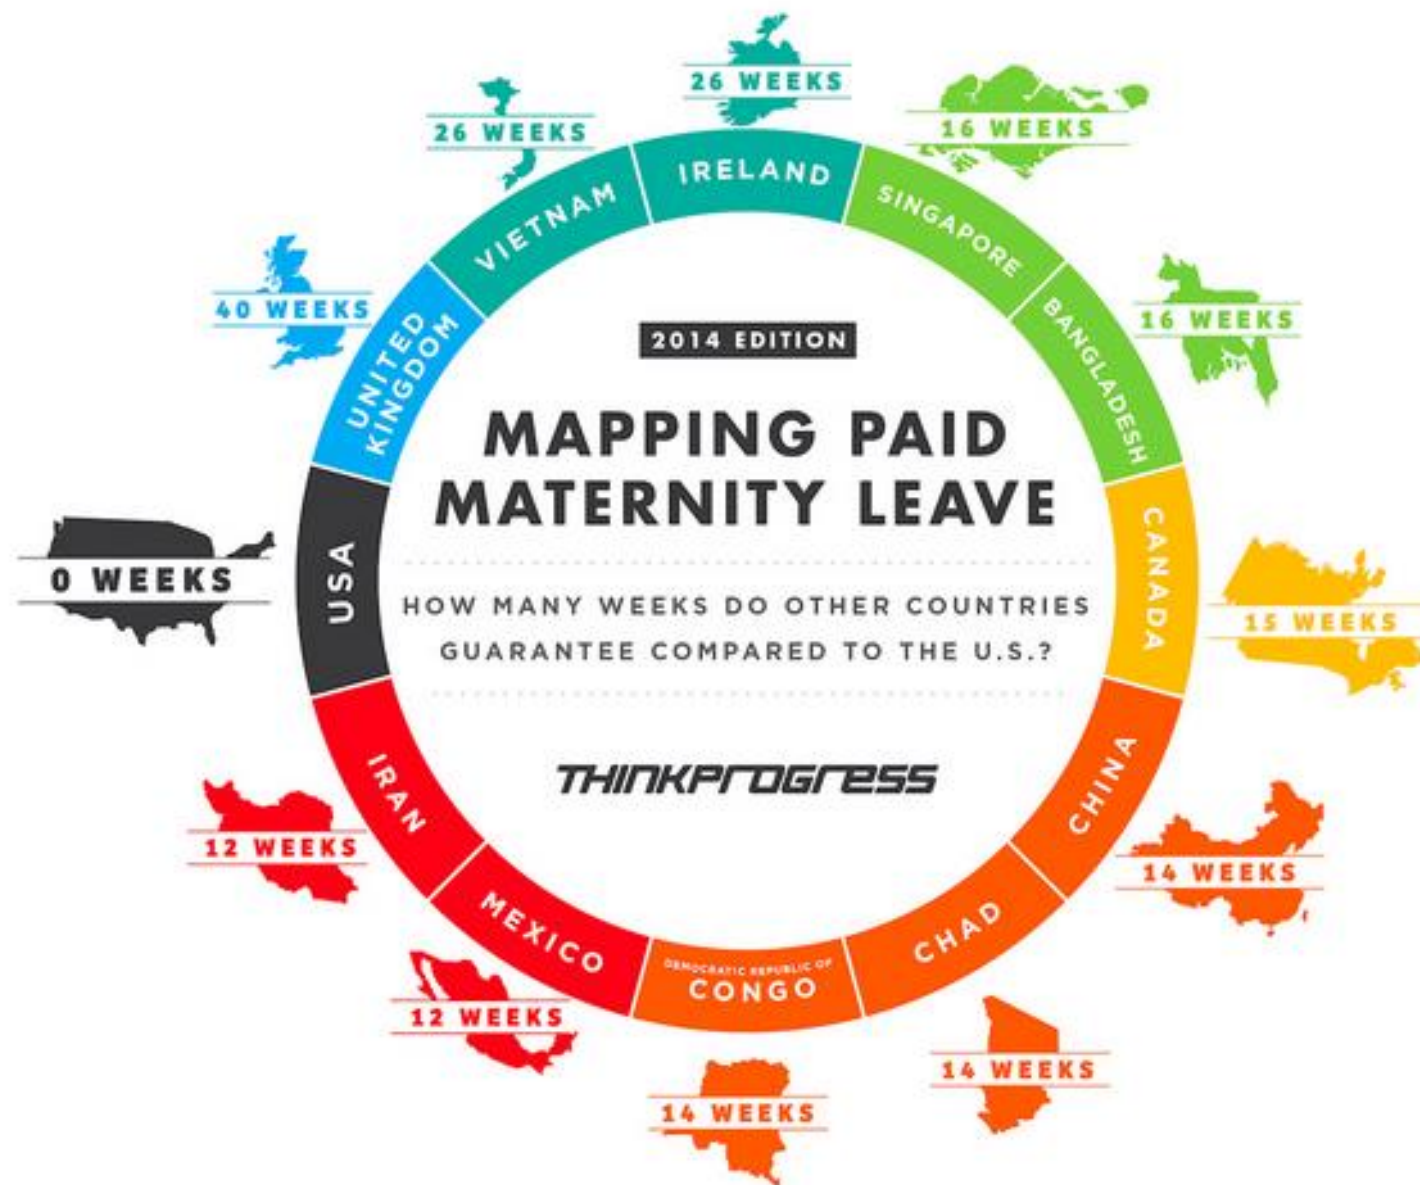 2014 EDITION
MAPPING PAID
MATERNITY LEAVE
HOW MANY WEEKS DO OTHER COUNTRIES
GUARANTEE COMPARED TO THE U.S.?
THINKPROGRESS
USA
0 WEEKS
UNITED
KINGDOM
40 WEEKS
VIETNAM
26 WEEKS
IRELAND
26 WEEKS
SINGAPORE
16 WEEKS
BANGLADESH
16 WEEKS
CANADA
15 WEEKS
CHINA
14 WEEKS
CHAD
14 WEEKS
DEMOCRATIC REPUBLIC OF
CONGO
14 WEEKS
MEXICO
12 WEEKS
IRAN
12 WEEKS